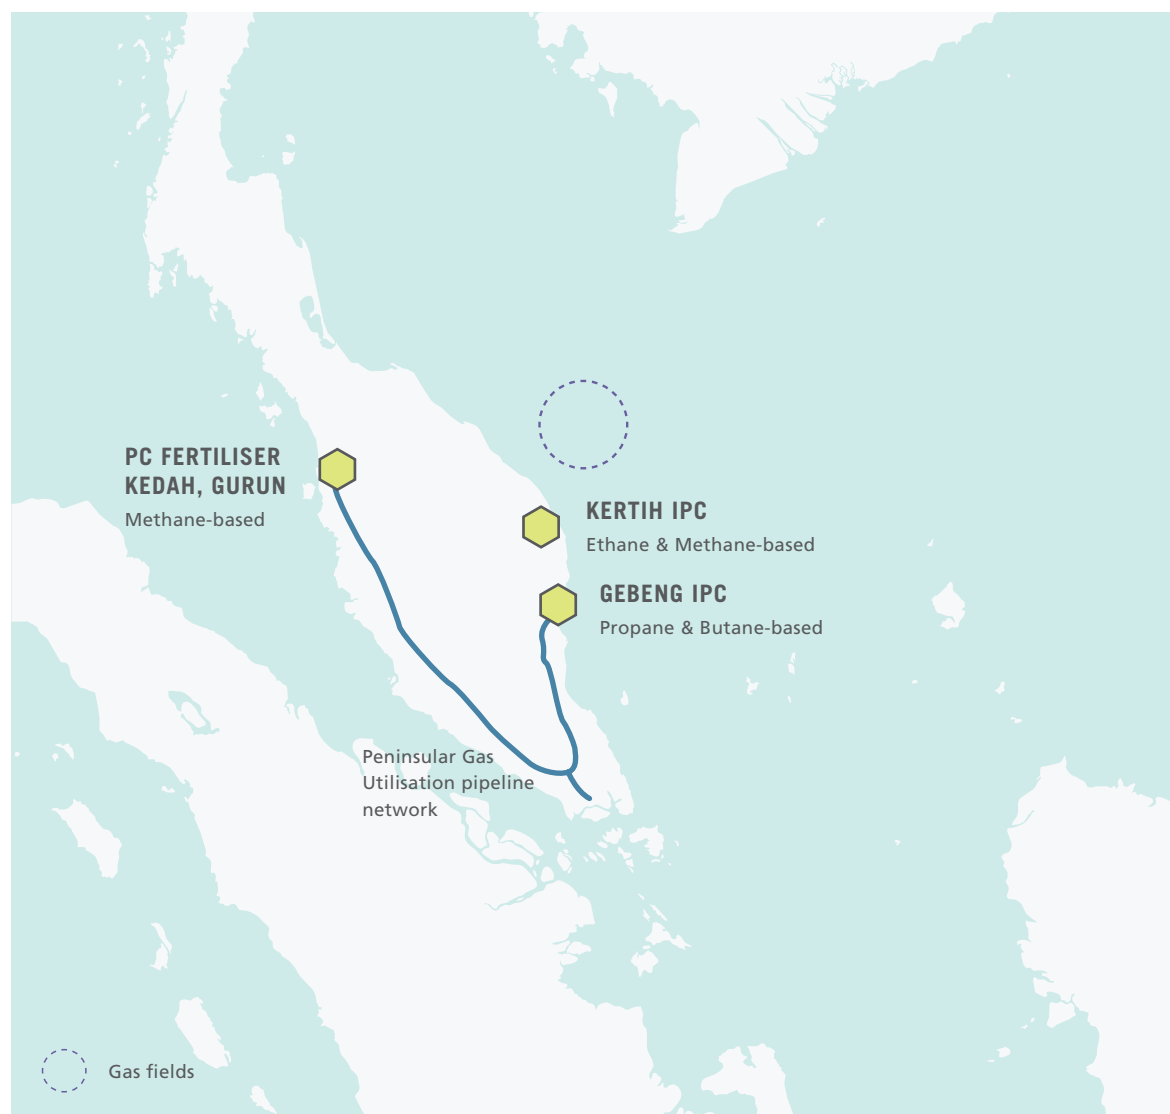 PC FERTILISER
KEDAH, GURUN
Methane-based
KERTIH IPC
Ethane & Methane-based
GEBENG IPC
Propane & Butane-based
Peninsular Gas
Utilisation pipeline
network
Gas fields